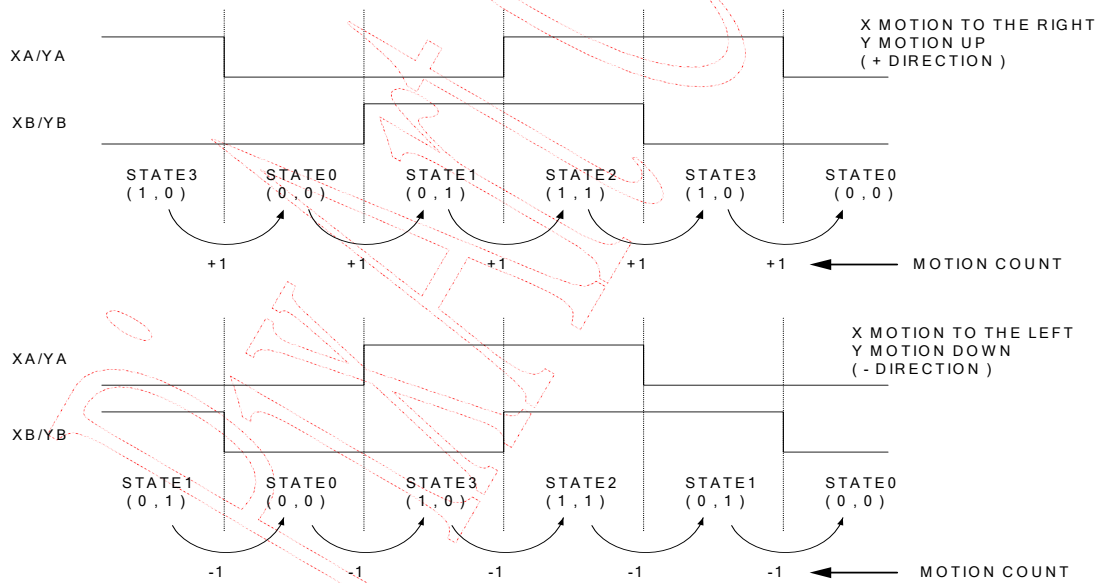 X MOTION TO THE RIGHT
Y MOTION UP
( + DIRECTION )
XA/YA
XB/YB
STATE3 STATE0 STATE1 STATE2 STATE3 STATE0
(1,0) (0,0) (0,1) (1,1) (1,0) (0,0)
+1 +1 +1 +1 +1 MOTION COUNT
X MOTION TO THE LEFT
Y MOTION DOWN
( - DIRECTION )
XA/YA
XB/YB
STATE1 STATE0 STATE3 STATE2 STATE1 STATE0
(0,1) (0,0) (1,0) (1,1) (0,1) (0,0)
-1 -1 -1 -1 -1 MOTION COUNT